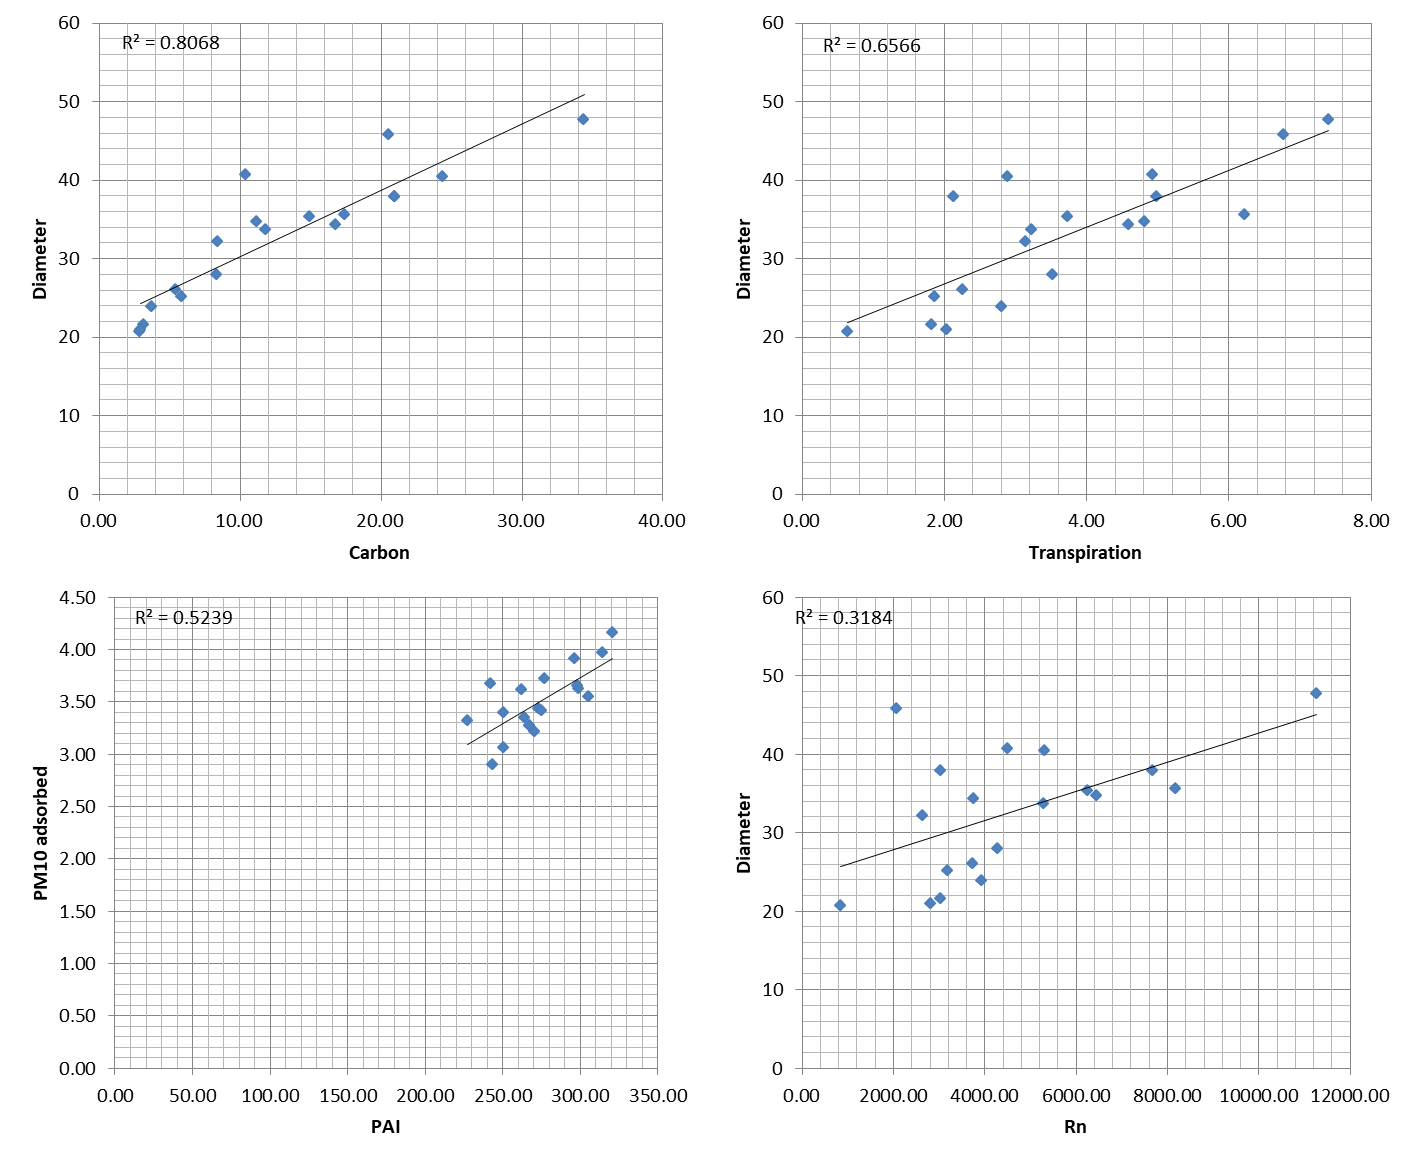 60
50
40
30
20
10
0
R² = 0.8068
Diameter
0.00 10.00 20.00 30.00 40.00
Carbon
60
50
40
30
20
10
0
R² = 0.6566
Diameter
0.00 2.00 4.00 6.00 8.00
Transpiration
4.50
4.00
3.50
3.00
2.50
2.00
1.50
1.00
0.50
0.00
R² = 0.5239
PM10 adsorbed
0.00 50.00 100.00 150.00 200.00 250.00 300.00 350.00
PAI
60
50
40
30
20
10
0
R² = 0.3184
Diameter
0.00 2000.00 4000.00 6000.00 8000.00 10000.00 12000.00
Rn